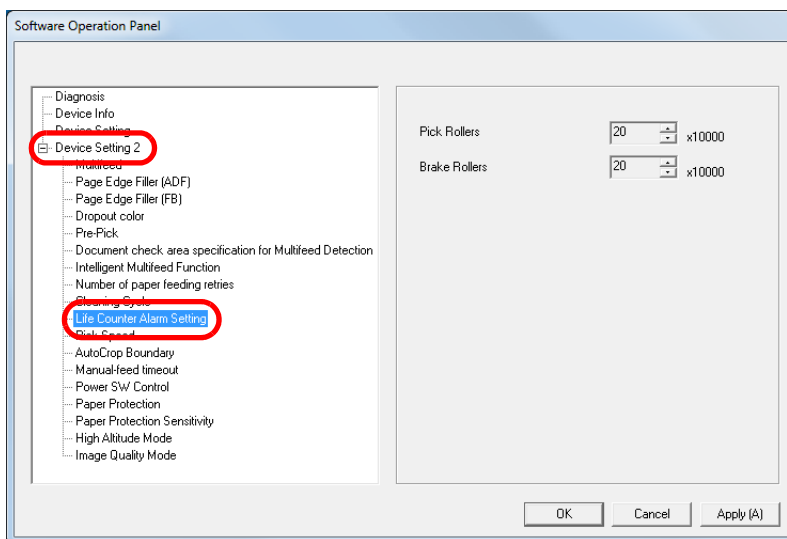 Software Operation Panel
Diagnosis
Device Info
Device Setting
Device Setting 2
Multifeed
Page Edge Filler (ADF)
Page Edge Filler (FB)
Dropout color
Pre-Pick
Document check area specification for Multifeed Detection
Intelligent Multifeed Function
Number of paper feeding retries
Cleaning Cycle
Life Counter Alarm Setting
Pick Speed
AutoCrop Boundary
Manual-feed timeout
Power SW Control
Paper Protection
Paper Protection Sensitivity
High Altitude Mode
Image Quality Mode
Pick Rollers 20 x10000
Brake Rollers 20 x10000
OK Cancel Apply (A)